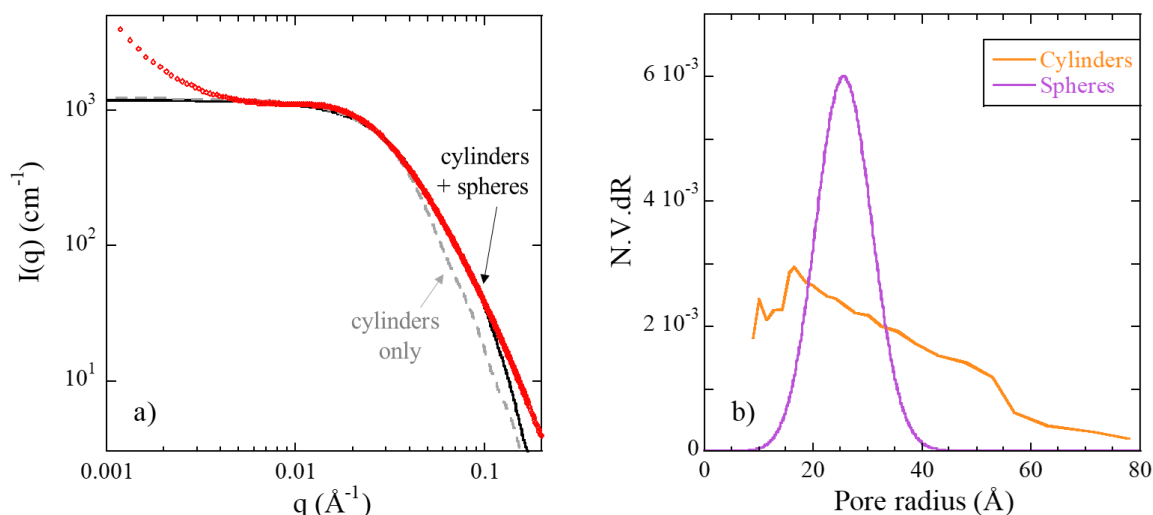 10³
10²
10¹
I(q) (cm⁻¹)
cylinders
+ spheres
cylinders
only
a)
0.001
0.01
0.1
q (Å⁻¹)
Cylinders
Spheres
6 10⁻³
4 10⁻³
2 10⁻³
0
N.V.dR
b)
0
20
40
60
80
Pore radius (Å)